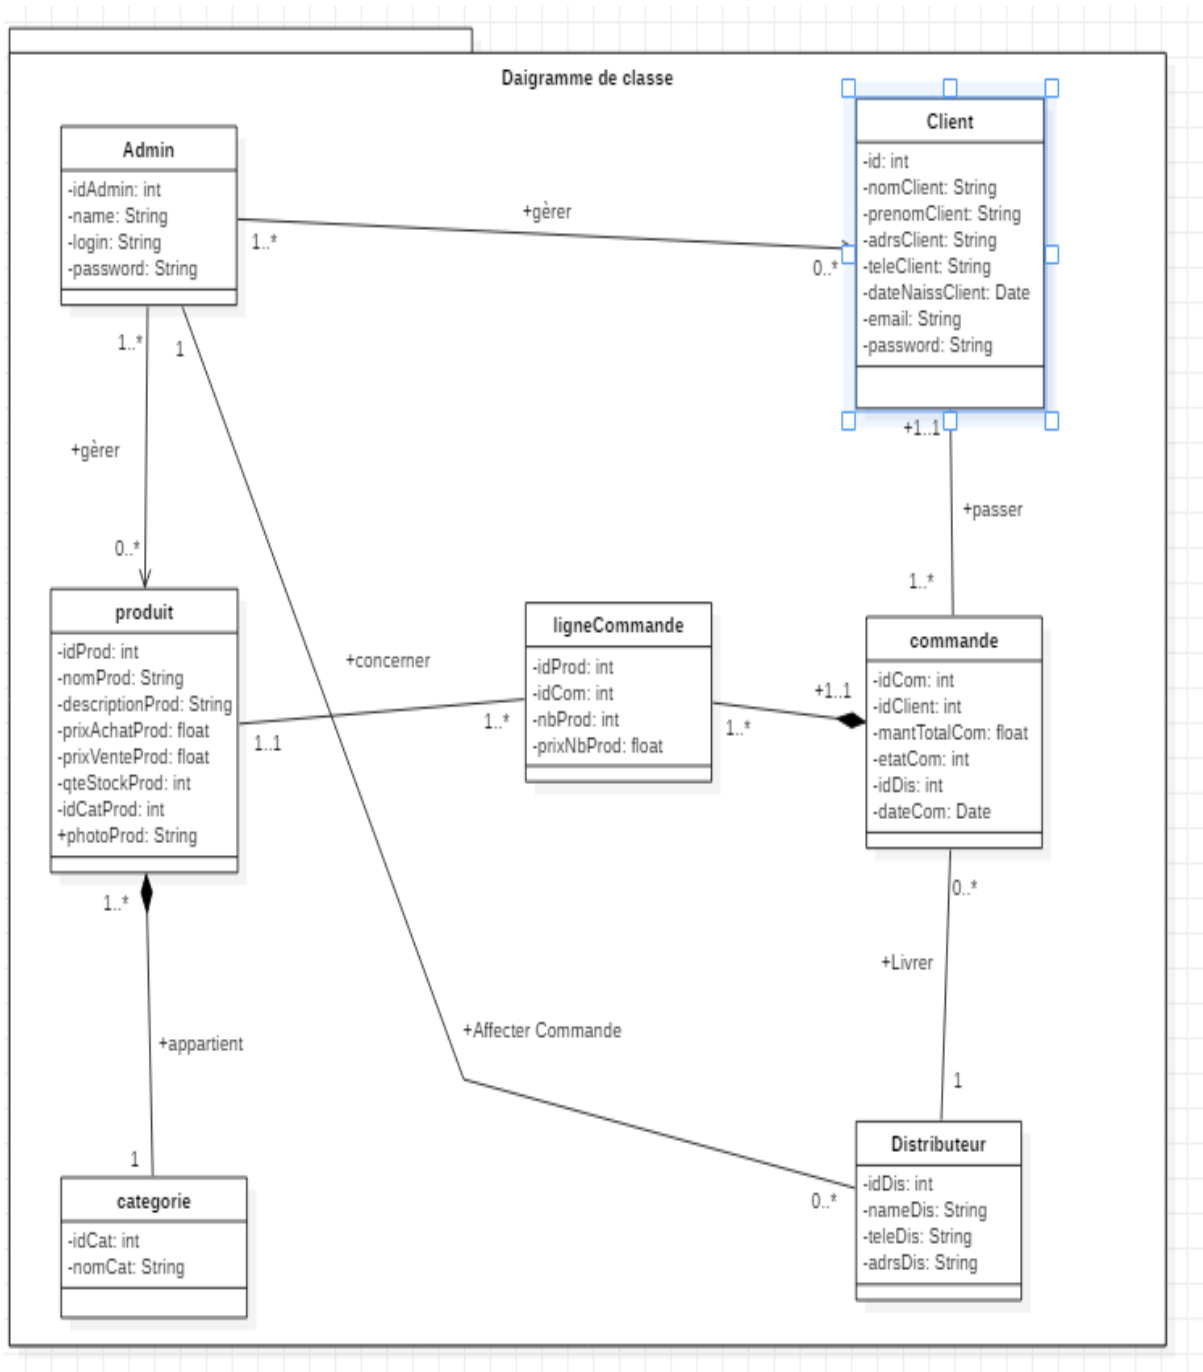 Daigramme de classe
Admin
-idAdmin: int
-name: String
-login: String
-password: String
1..*
+gèrer
0..*
Client
-id: int
-nomClient: String
-prenomClient: String
-adrsClient: String
-teleClient: String
-dateNaissClient: Date
-email: String
-password: String
1..*
1
+gèrer
0..*
+1..1
+passer
1..*
produit
-idProd: int
-nomProd: String
-descriptionProd: String
-prixAchatProd: float
-prixVenteProd: float
-qteStockProd: int
-idCatProd: int
+photoProd: String
+concerner
1..1
1..*
ligneCommande
-idProd: int
-idCom: int
-nbProd: int
-prixNbProd: float
+1..1
1..*
commande
-idCom: int
-idClient: int
-mantTotalCom: float
-etatCom: int
-idDis: int
-dateCom: Date
1..*
+appartient
1
0..*
+Livrer
1
+Affecter Commande
0..*
categorie
-idCat: int
-nomCat: String
Distributeur
-idDis: int
-nameDis: String
-teleDis: String
-adrsDis: String